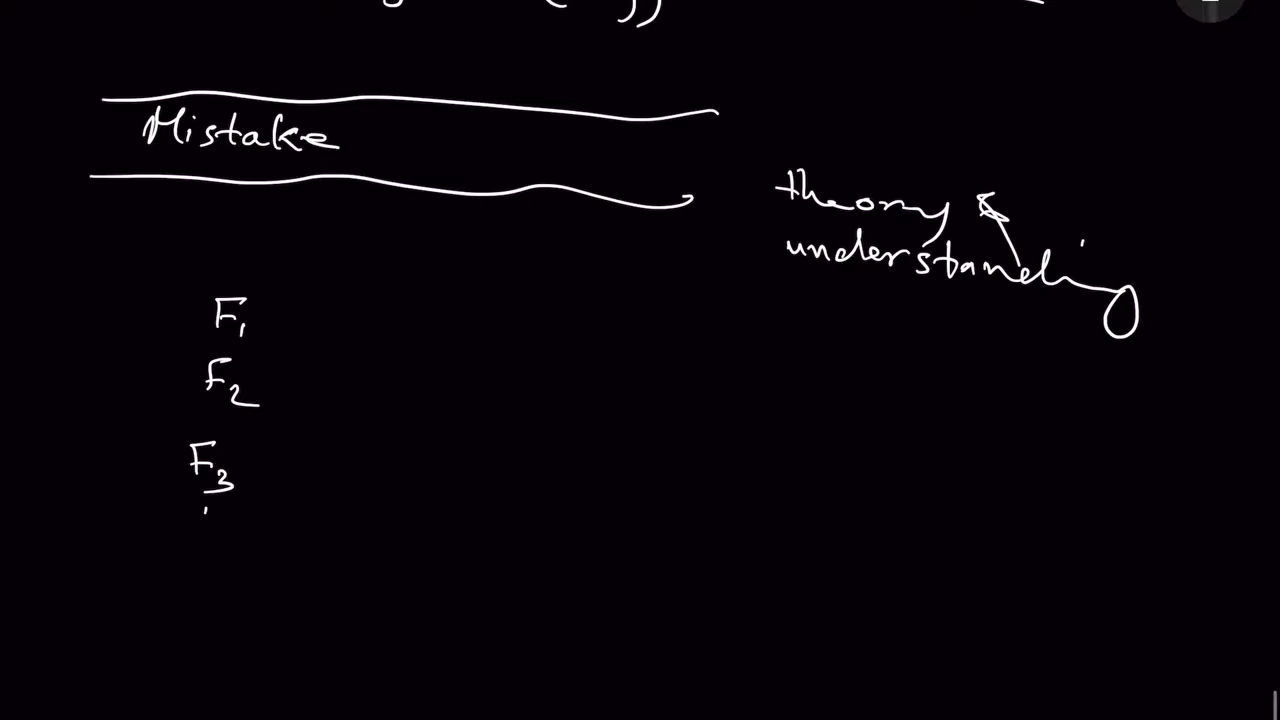 Mistake
theory &
understanding
F1
F2
F3